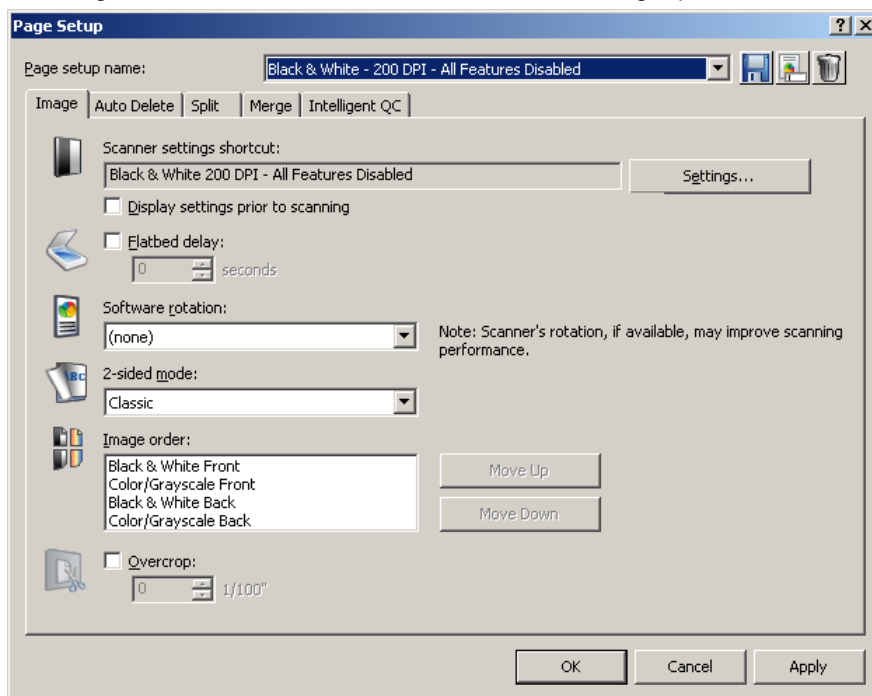 Page Setup
Page setup name: Black & White - 200 DPI - All Features Disabled
Image Auto Delete Split Merge Intelligent QC
Scanner settings shortcut:
Black & White 200 DPI - All Features Disabled Settings...
Display settings prior to scanning
Flatbed delay:
0 seconds
Software rotation:
(none)
Note: Scanner's rotation, if available, may improve scanning
performance.
2-sided mode:
Classic
Image order:
Black & White Front
Color/Grayscale Front
Black & White Back
Color/Grayscale Back
Move Up
Move Down
Overcrop:
0 1/100"
OK Cancel Apply